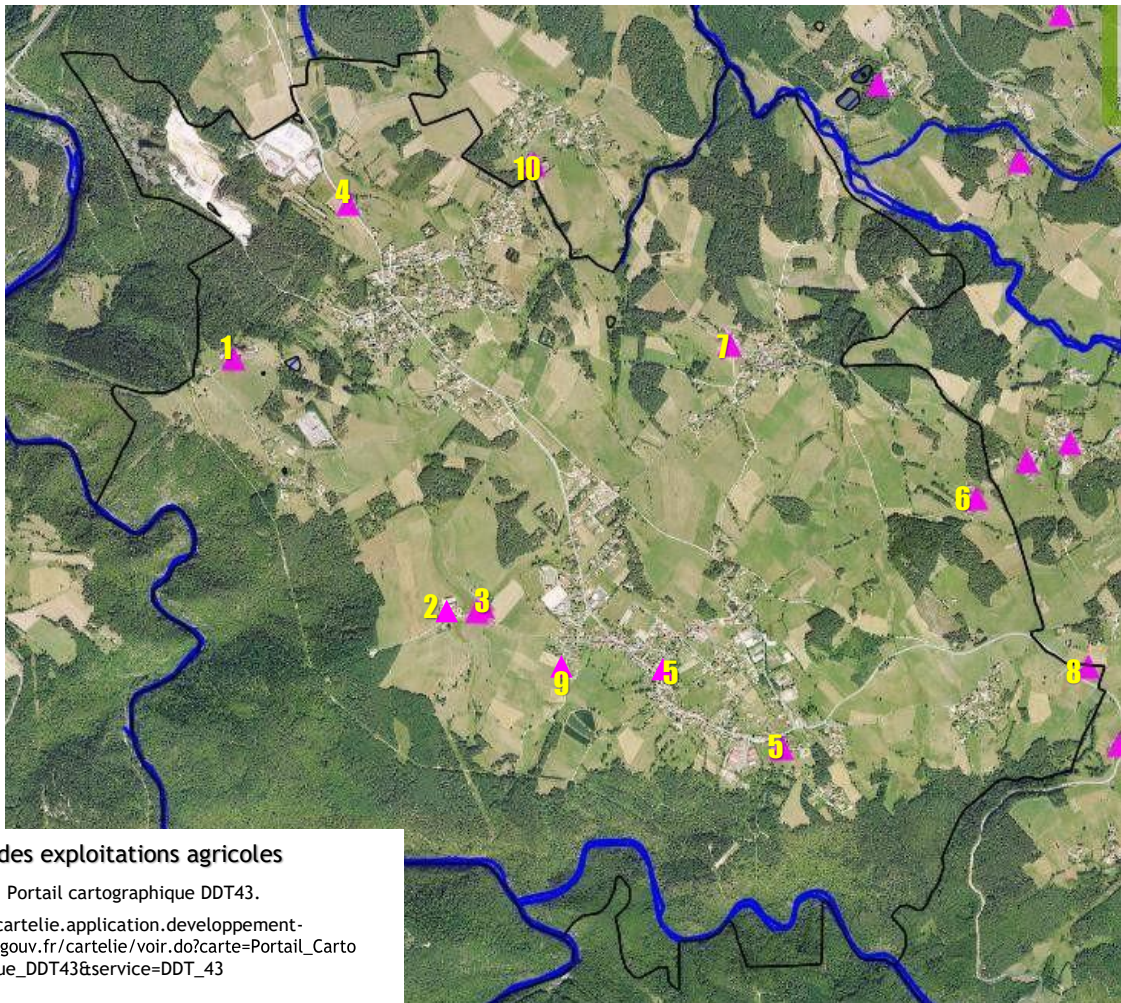 10
4
1
7
6
2
3
9
5
8
5
des exploitations agricoles
Portail cartographique DDT43.
cartelie.application.developpement-
gouv.fr/cartelie/voir.do?carte=Portail_Carto
ue_DDT43&service=DDT_43